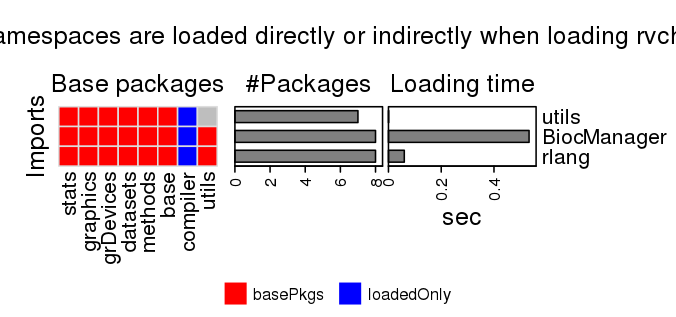 amespaces are loaded directly or indirectly when loading rvch
Base packages #Packages Loading time
Imports
utils
BiocManager
rlang
stats graphics grDevices datasets methods base compiler utils
0 2 4 6 8
0 0.2 0.4
sec
basePkgs loadedOnly